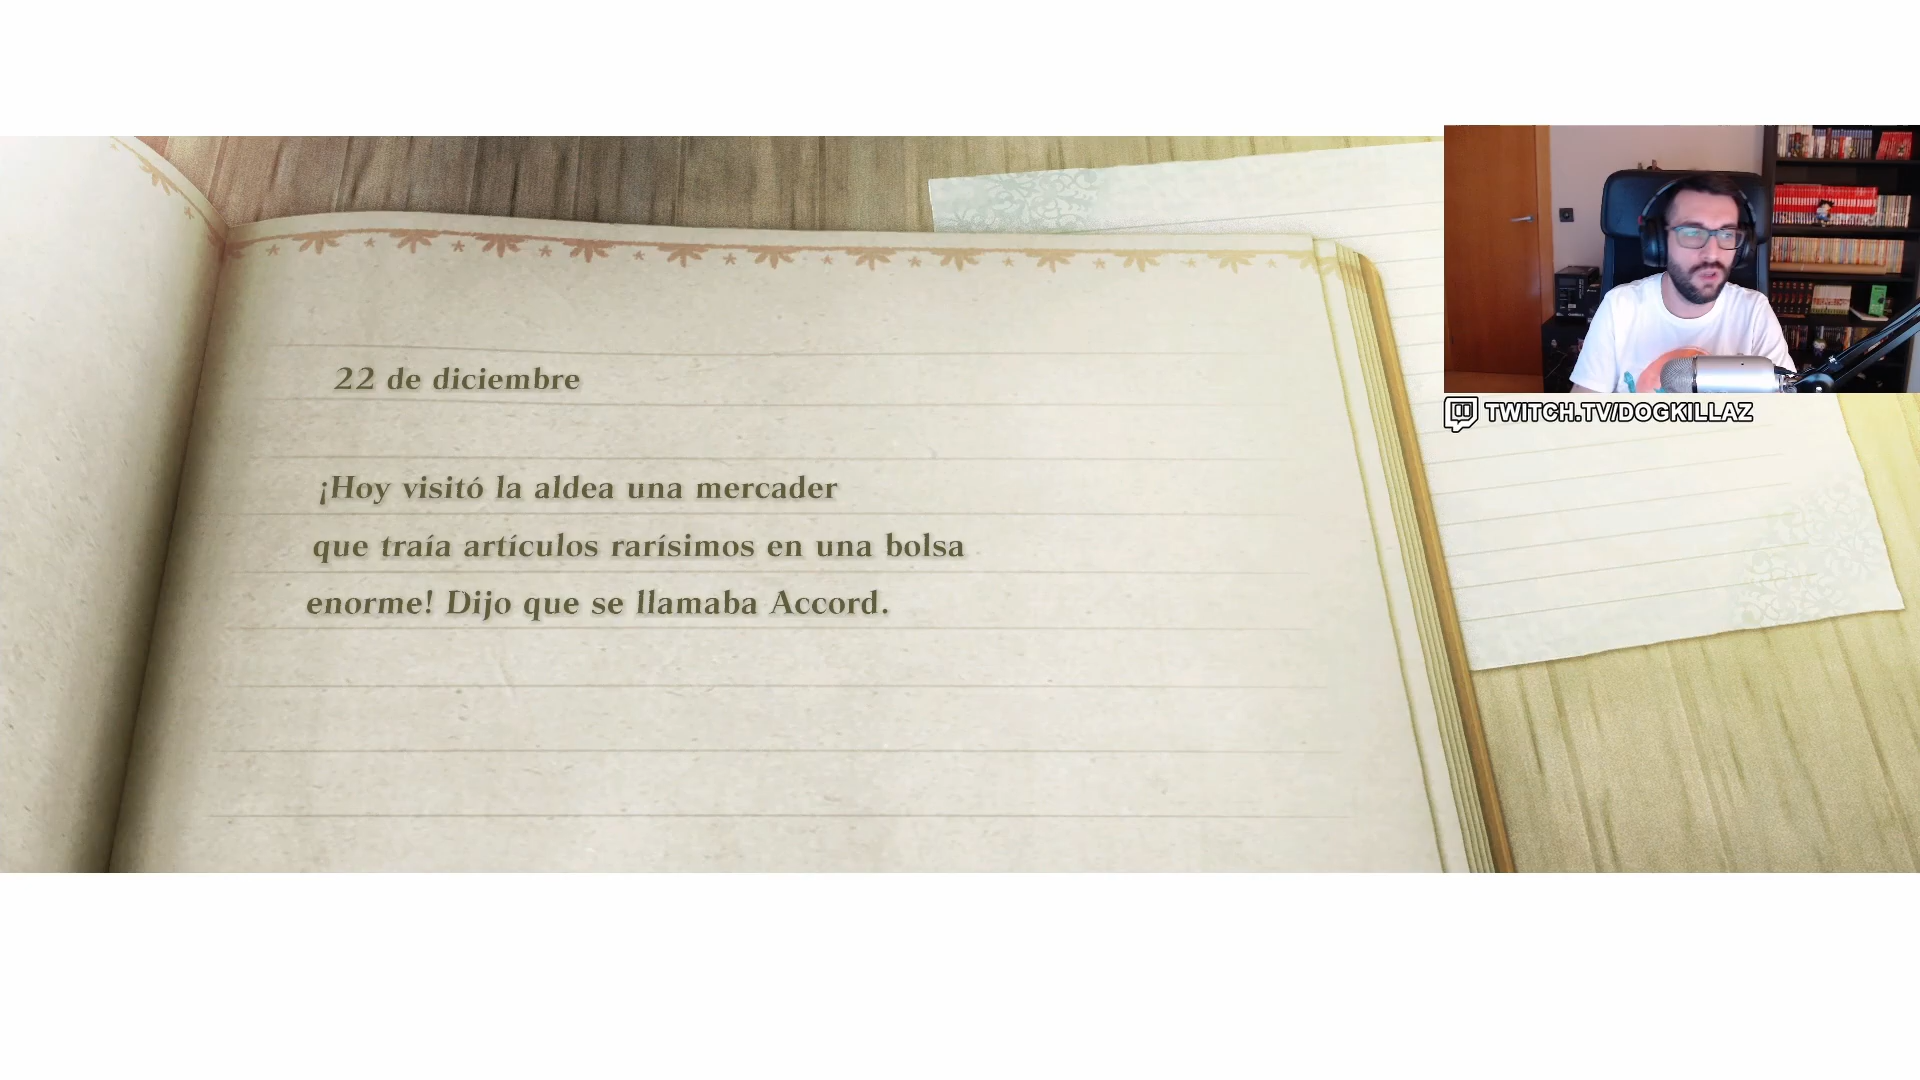 22 de diciembre
¡Hoy visitó la aldea una mercader
que traía artículos rarísimos en una bolsa
enorme! Dijo que se llamaba Accord.
TWITCH.TV/DOGKILLAZ